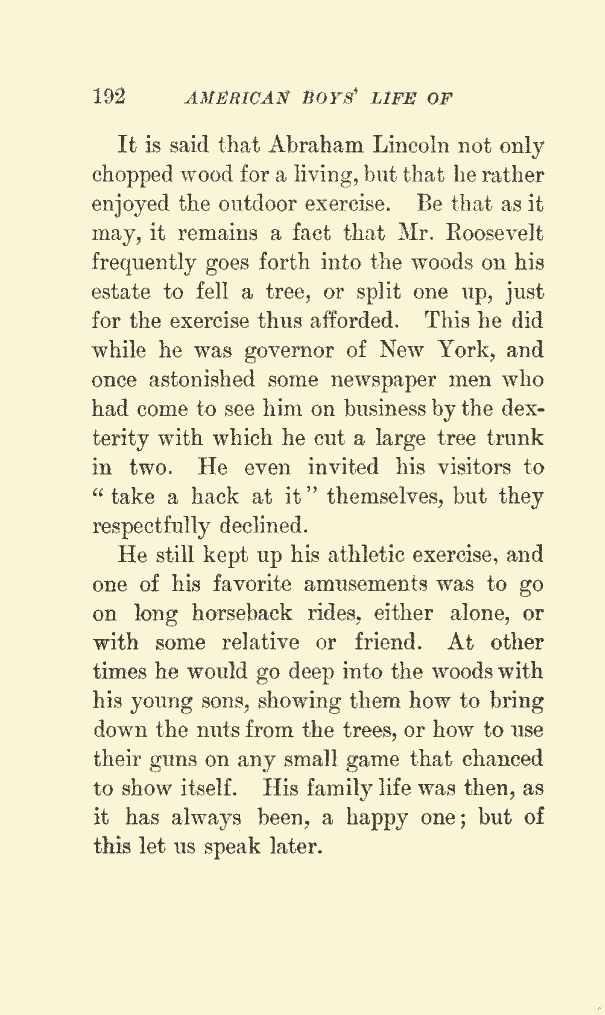 192 AMERICAN BOYS' LIFE OF
It is said that Abraham Lincoln not only
chopped wood for a living, but that he rather
enjoyed the outdoor exercise. Be that as it
may, it remains a fact that Mr. Roosevelt
frequently goes forth into the woods on his
estate to fell a tree, or split one up, just
for the exercise thus afforded. This he did
while he was governor of New York, and
once astonished some newspaper men who
had come to see him on business by the dex-
terity with which he cut a large tree trunk
in two. He even invited his visitors to
“ take a hack at it ” themselves, but they
respectfully declined.
He still kept up his athletic exercise, and
one of his favorite amusements was to go
on long horseback rides, either alone, or
with some relative or friend. At other
times he would go deep into the woods with
his young sons, showing them how to bring
down the nuts from the trees, or how to use
their guns on any small game that chanced
to show itself. His family life was then, as
it has always been, a happy one; but of
this let us speak later.